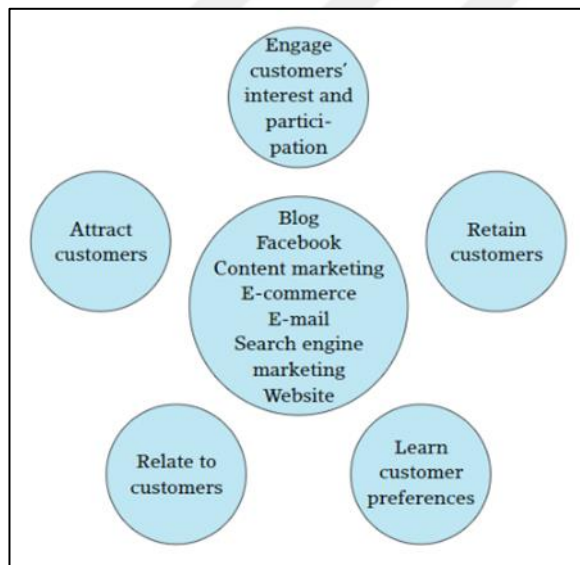 Engage
customers´
interest and
partici-
pation
Attract
customers
Retain
customers
Blog
Facebook
Content marketing
E-commerce
E-mail
Search engine
marketing
Website
Relate to
customers
Learn
customer
preferences